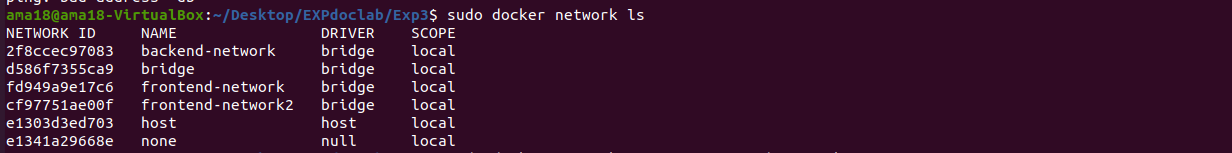 ama18@ama18-VirtualBox:~/Desktop/EXPdoclab/Exp3$ sudo docker network ls
NETWORK ID     NAME                DRIVER    SCOPE
2f8ccec97083   backend-network     bridge    local
d586f7355ca9   bridge              bridge    local
fd949a9e17c6   frontend-network    bridge    local
cf97751ae00f   frontend-network2   bridge    local
e1303d3ed703   host                host      local
e1341a29668e   none                null      local